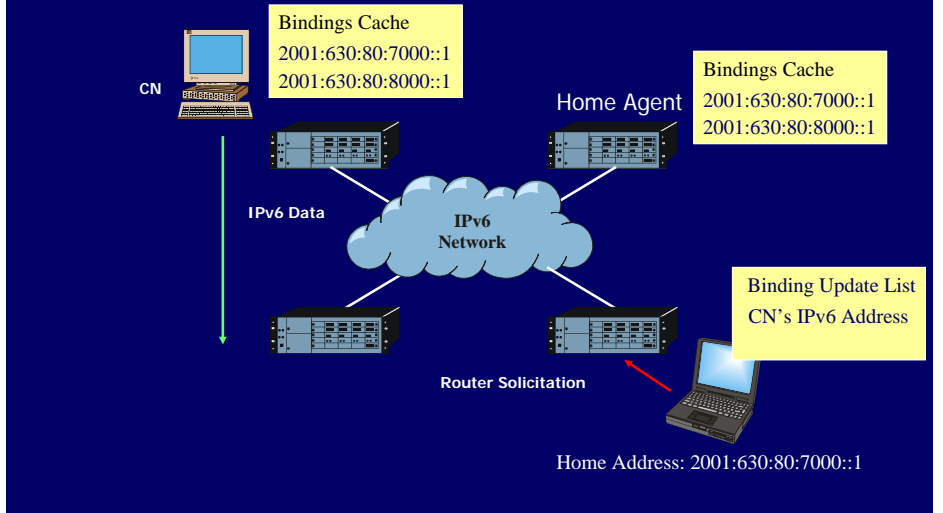 Bindings Cache
2001:630:80:7000::1
2001:630:80:8000::1
CN
Home Agent
Bindings Cache
2001:630:80:7000::1
2001:630:80:8000::1
IPv6 Data
IPv6
Network
Binding Update List
CN's IPv6 Address
Router Solicitation
Home Address: 2001:630:80:7000::1